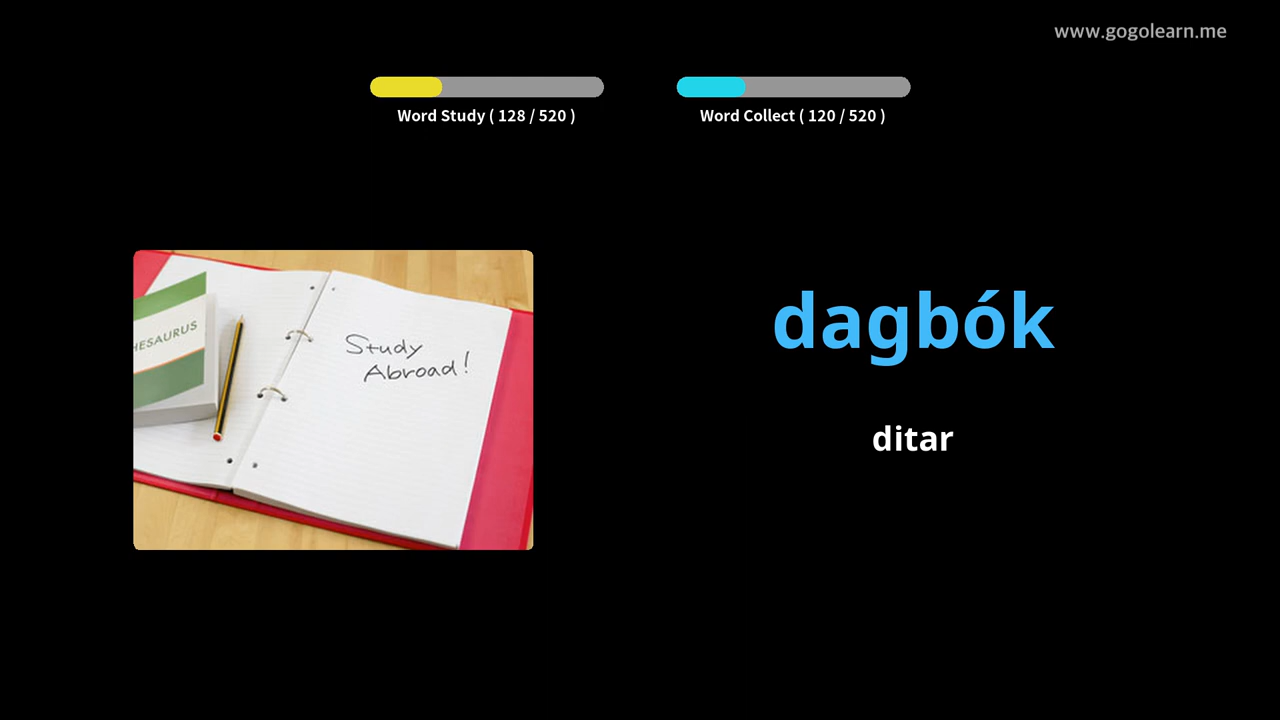 www.gogolearn.me
Word Study ( 128 / 520 )
Word Collect ( 120 / 520 )
HESAURUS
Study
Abroad!
dagbók
ditar